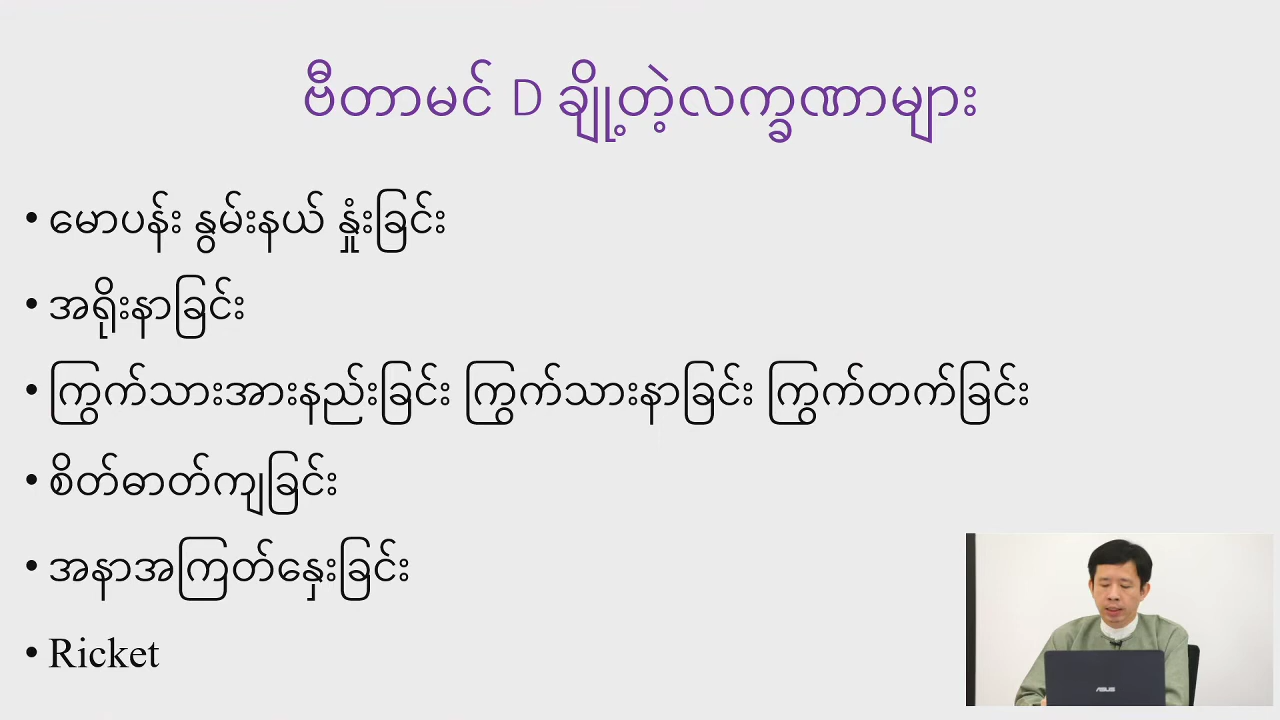 ဗီတာမင် D ချို့တဲ့လက္ခဏာများ
• မောပန်း နွမ်းနယ် နှုံးခြင်း
• အရိုးနာခြင်း
• ကြွက်သားအားနည်းခြင်း ကြွက်သားနာခြင်း ကြွက်တက်ခြင်း
• စိတ်ဓာတ်ကျခြင်း
• အနာအကြတ်နှေးခြင်း
• Ricket
ASUS